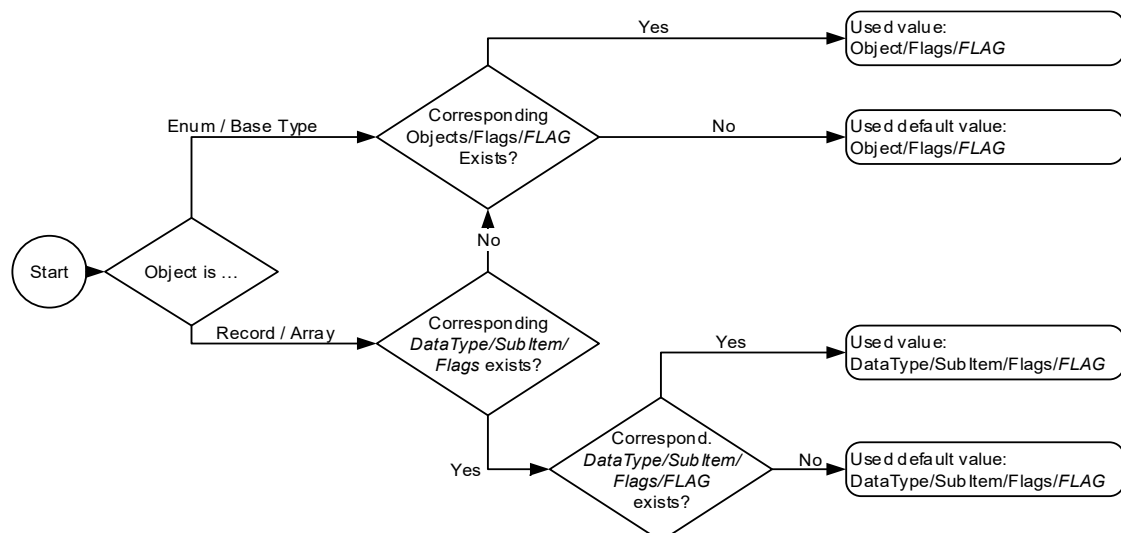 Yes
Used value:
Object/Flags/FLAG
Corresponding
Objects/Flags/FLAG
Exists?
Enum / Base Type
No
Used default value:
Object/Flags/FLAG
No
Start
Object is ...
Record / Array
Corresponding
DataType/SubItem/
Flags exists?
Yes
Used value:
DataType/SubItem/Flags/FLAG
Yes
Correspond.
DataType/SubItem/
Flags/FLAG
exists?
No
Used default value:
DataType/SubItem/Flags/FLAG